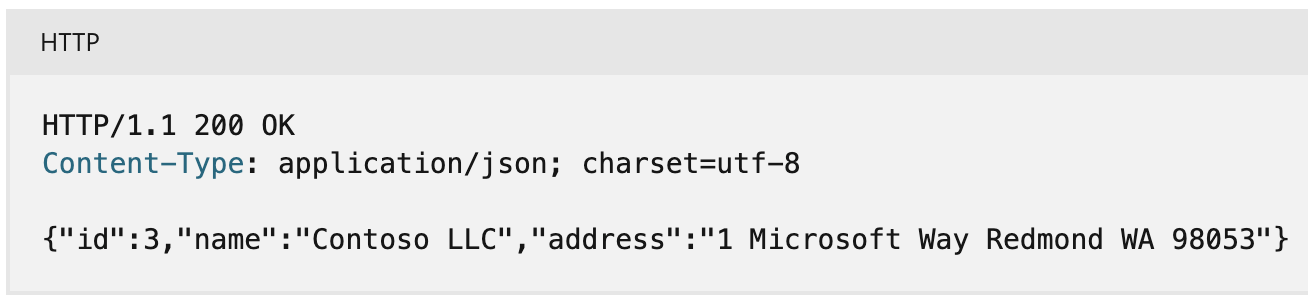 HTTP
HTTP/1.1 200 OK
Content-Type: application/json; charset=utf-8
{"id":3,"name":"Contoso LLC","address":"1 Microsoft Way Redmond WA 98053"}